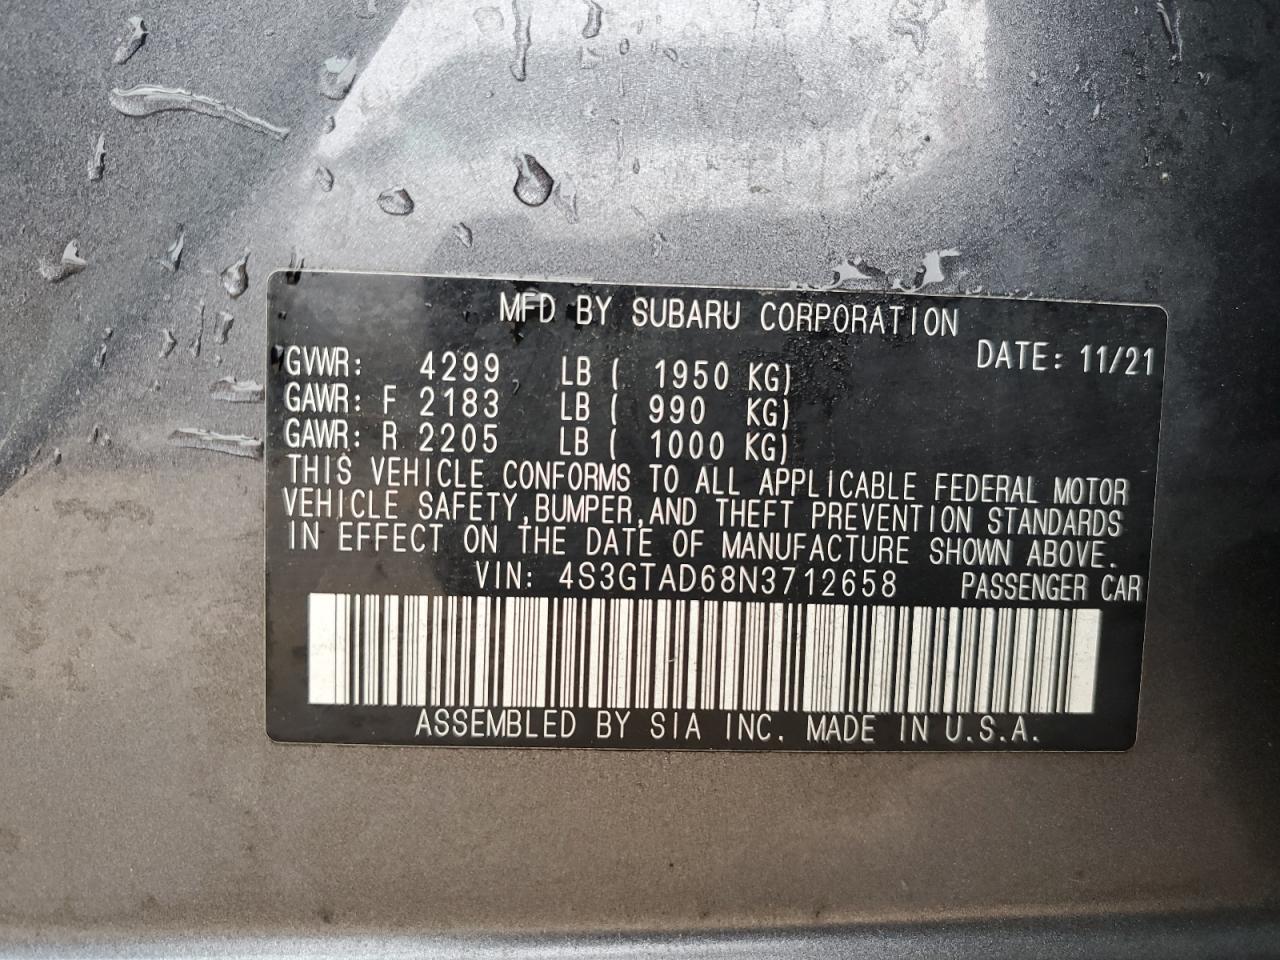 MFD BY SUBARU CORPORATION
DATE: 11/21
GVWR: 4299 LB ( 1950 KG)
GAWR: F 2183 LB ( 990 KG)
GAWR: R 2205 LB ( 1000 KG)
THIS VEHICLE CONFORMS TO ALL APPLICABLE FEDERAL MOTOR
VEHICLE SAFETY, BUMPER, AND THEFT PREVENTION STANDARDS
IN EFFECT ON THE DATE OF MANUFACTURE SHOWN ABOVE.
VIN: 4S3GTAD68N3712658 PASSENGER CAR
ASSEMBLED BY SIA INC. MADE IN U.S.A.